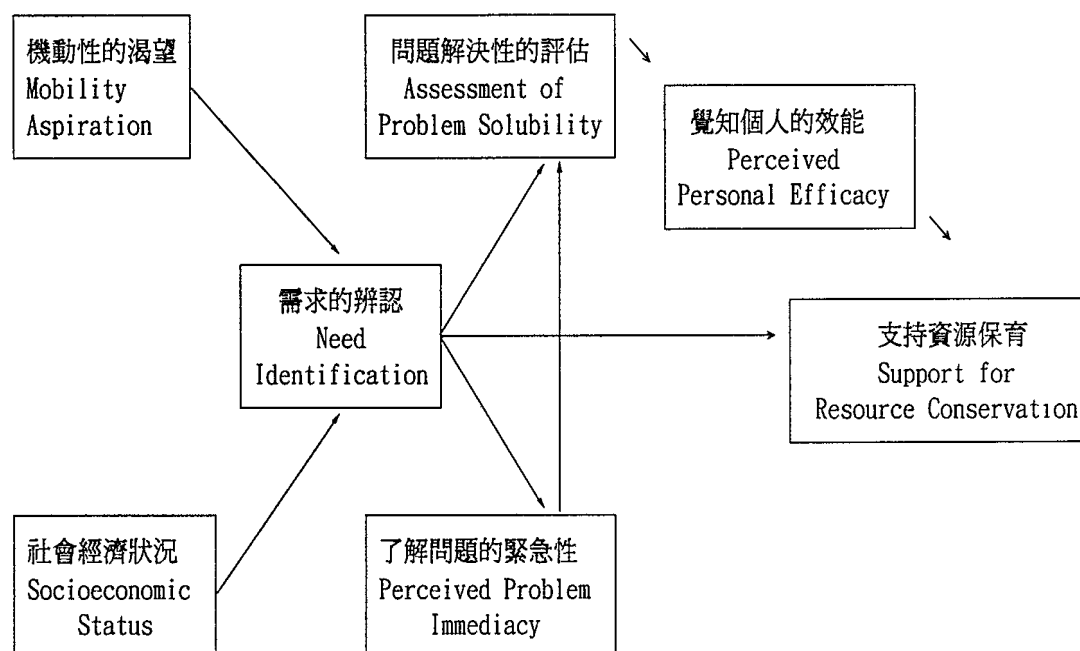 機動性的渴望
Mobility
Aspiration
問題解決性的評估
Assessment of
Problem Solubility
覺知個人的效能
Perceived
Personal Efficacy
需求的辨認
Need
Identification
支持資源保育
Support for
Resource Conservation
社會經濟狀況
Socioeconomic
Status
了解問題的緊急性
Perceived Problem
Immediacy